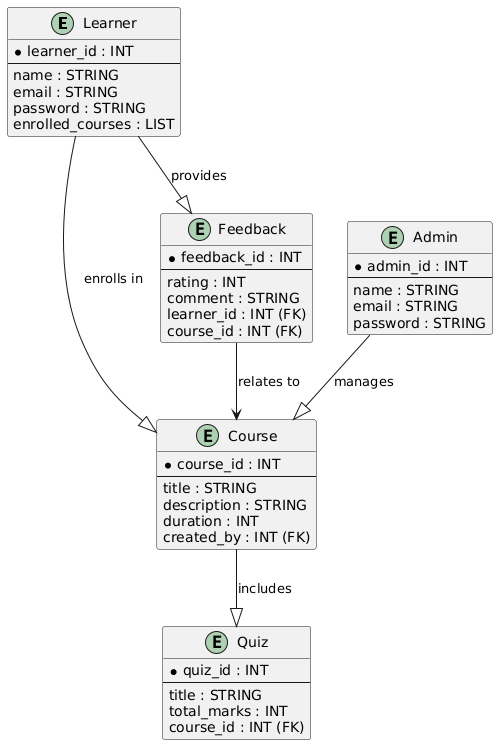 E Learner
* learner_id : INT
name : STRING
email : STRING
password : STRING
enrolled_courses : LIST
provides
enrolls in
E Feedback
* feedback_id : INT
rating : INT
comment : STRING
learner_id : INT (FK)
course_id : INT (FK)
E Admin
* admin_id : INT
name : STRING
email : STRING
password : STRING
relates to
manages
E Course
* course_id : INT
title : STRING
description : STRING
duration : INT
created_by : INT (FK)
includes
E Quiz
* quiz_id : INT
title : STRING
total_marks : INT
course_id : INT (FK)